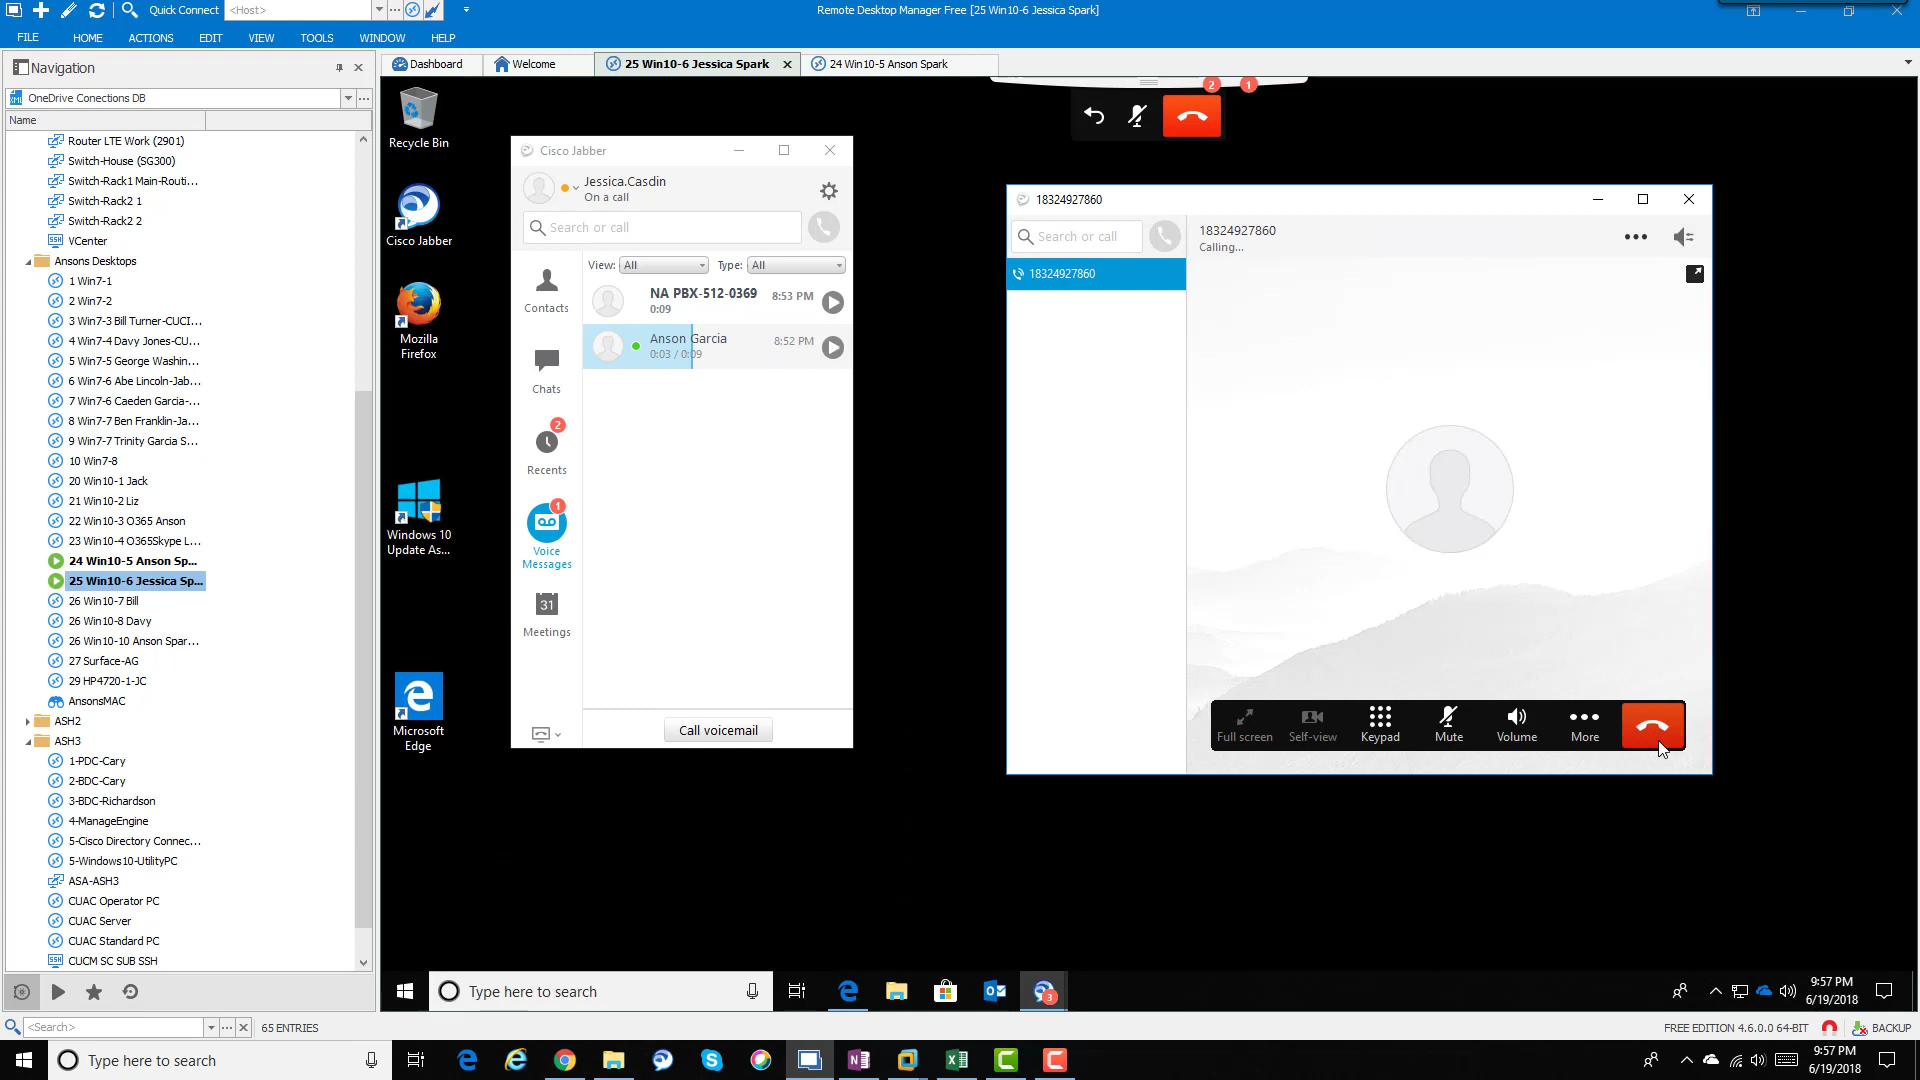 Quick Connect <Host>
Remote Desktop Manager Free [25 Win10-6 Jessica Spark]
FILE HOME ACTIONS EDIT VIEW TOOLS WINDOW HELP
Navigation
OneDrive Conections DB
Name
Router LTE Work (2901)
Switch-House (SG300)
Switch-Rack1 Main-Routi...
Switch-Rack2 1
Switch-Rack2 2
SSH VCenter
Ansons Desktops
1 Win7-1
2 Win7-2
3 Win7-3 Bill Turner-CUCI...
4 Win7-4 Davy Jones-CU...
5 Win7-5 George Washin...
6 Win7-6 Abe Lincoln-Jab...
7 Win7-6 Caeden Garcia-...
8 Win7-7 Ben Franklin-Ja...
9 Win7-7 Trinity Garcia S...
10 Win7-8
20 Win10-1 Jack
21 Win10-2 Liz
22 Win10-3 O365 Anson
23 Win10-4 O365Skype L...
24 Win10-5 Anson Sp...
25 Win10-6 Jessica Sp...
26 Win10-7 Bill
26 Win10-8 Davy
26 Win10-10 Anson Spar...
27 Surface-AG
29 HP4720-1-JC
AnsonsMAC
ASH2
ASH3
1-PDC-Cary
2-BDC-Cary
3-BDC-Richardson
4-ManageEngine
5-Cisco Directory Connec...
5-Windows10-UtilityPC
ASA-ASH3
CUAC Operator PC
CUAC Server
CUAC Standard PC
SSH CUCM SC SUB SSH
<Search> 65 ENTRIES
Dashboard Welcome 25 Win10-6 Jessica Spark 24 Win10-5 Anson Spark
2 1
Recycle Bin
Cisco Jabber
Mozilla
Firefox
Windows 10
Update As...
Microsoft
Edge
Cisco Jabber
Jessica.Casdin
On a call
Search or call
View: All Type: All
Contacts
Chats
2
Recents
1
Voice
Messages
31
Meetings
NA PBX-512-0369 8:53 PM
0:09
Anson Garcia 8:52 PM
0:03 / 0:09
Call voicemail
18324927860
Search or call
18324927860
18324927860
Calling...
Full screen Self-view Keypad Mute Volume More
Type here to search
3
9:57 PM
6/19/2018
FREE EDITION 4.6.0.0 64-BIT BACKUP
Type here to search
9:57 PM
6/19/2018